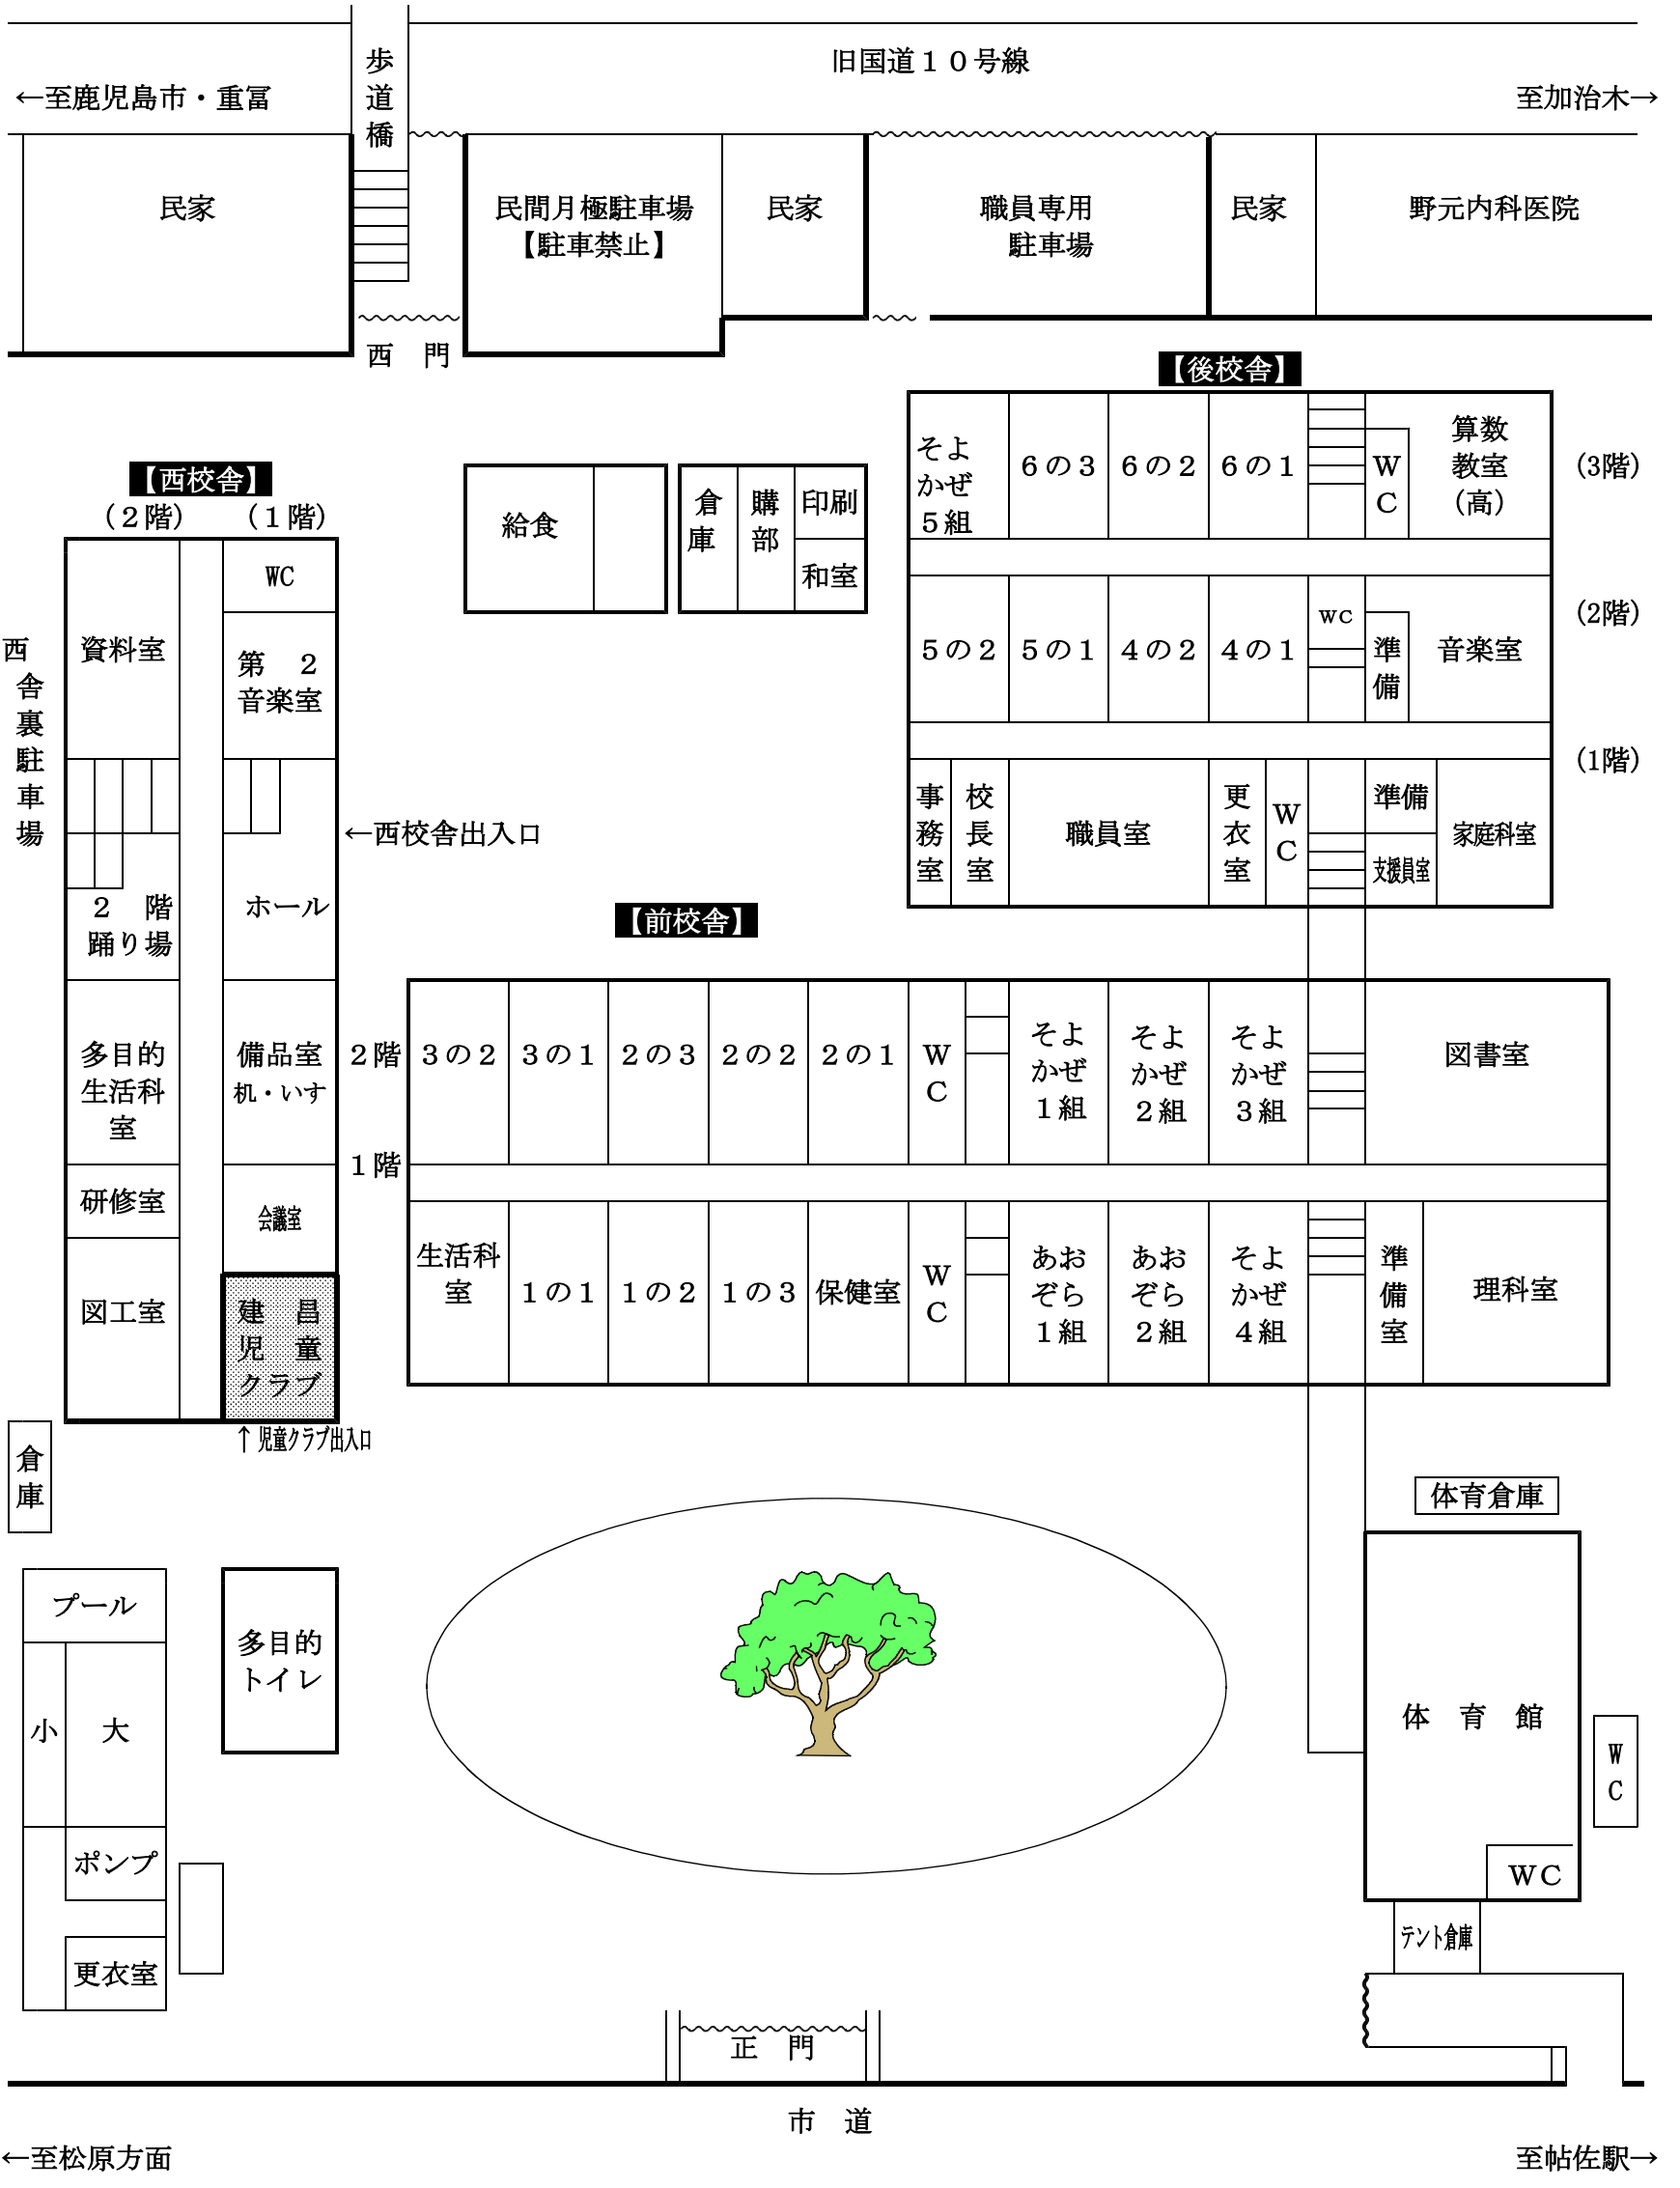 旧国道１０号線
歩
道
橋
←至鹿児島市・重冨
至加治木→
民家
民間月極駐車場
【駐車禁止】
民家
職員専用
駐車場
民家
野元内科医院
西　門
【後校舎】
そよ
かぜ
５組
６の３
６の２
６の１
Ｗ
Ｃ
算数
教室
（高）
（3階）
５の２
５の１
４の２
４の１
ＷＣ
準
備
音楽室
（2階）
（1階）
事
務
室
校
長
室
職員室
更
衣
室
Ｗ
Ｃ
準備
支援員室
家庭科室
給食
倉
庫
購
部
印刷
和室
【西校舎】
（２階）
（１階）
西
舎
裏
駐
車
場
資料室
WC
第　２
音楽室
←西校舎出入口
２　階
踊り場
ホール
多目的
生活科
室
備品室
机・いす
研修室
会議室
図工室
建　昌
児　童
クラブ
↑児童クラブ出入口
【前校舎】
２階
３の２
３の１
２の３
２の２
２の１
Ｗ
Ｃ
そよ
かぜ
１組
そよ
かぜ
２組
そよ
かぜ
３組
図書室
１階
生活科
室
１の１
１の２
１の３
保健室
Ｗ
Ｃ
あお
ぞら
１組
あお
ぞら
２組
そよ
かぜ
４組
準
備
室
理科室
倉
庫
体育倉庫
プール
小
大
ポンプ
更衣室
多目的
トイレ
体　育　館
W
C
ＷＣ
テント倉庫
正　門
市　道
←至松原方面
至帖佐駅→